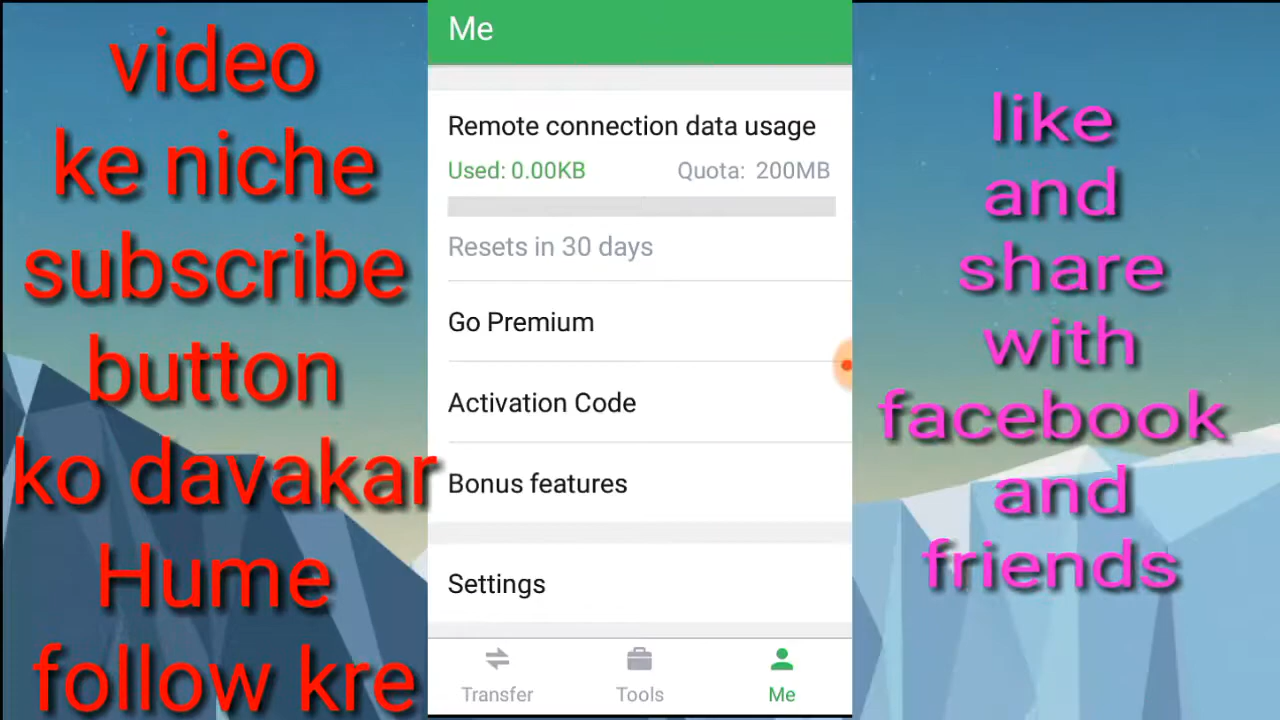 video
ke niche
subscribe
button
ko davakar
Hume
follow kre
Me
Remote connection data usage
Used: 0.00KB Quota: 200MB
Resets in 30 days
Go Premium
Activation Code
Bonus features
Settings
Transfer Tools Me
like
and
share
with
facebook
and
friends